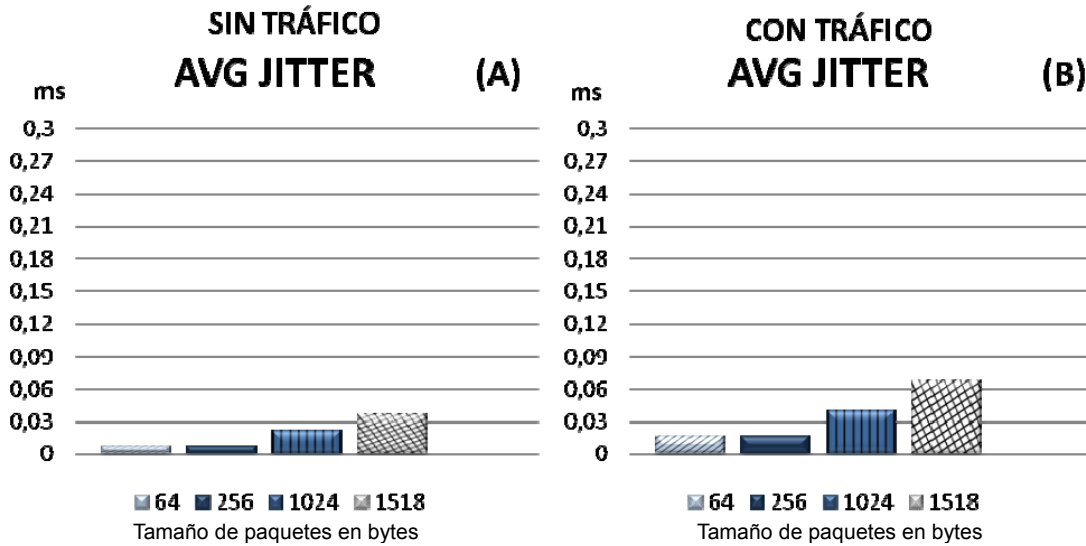 SIN TRÁFICO
AVG JITTER (A)
ms
0,3
0,27
0,24
0,21
0,18
0,15
0,12
0,09
0,06
0,03
0
64 256 1024 1518
Tamaño de paquetes en bytes
CON TRÁFICO
AVG JITTER (B)
ms
0,3
0,27
0,24
0,21
0,18
0,15
0,12
0,09
0,06
0,03
0
64 256 1024 1518
Tamaño de paquetes en bytes